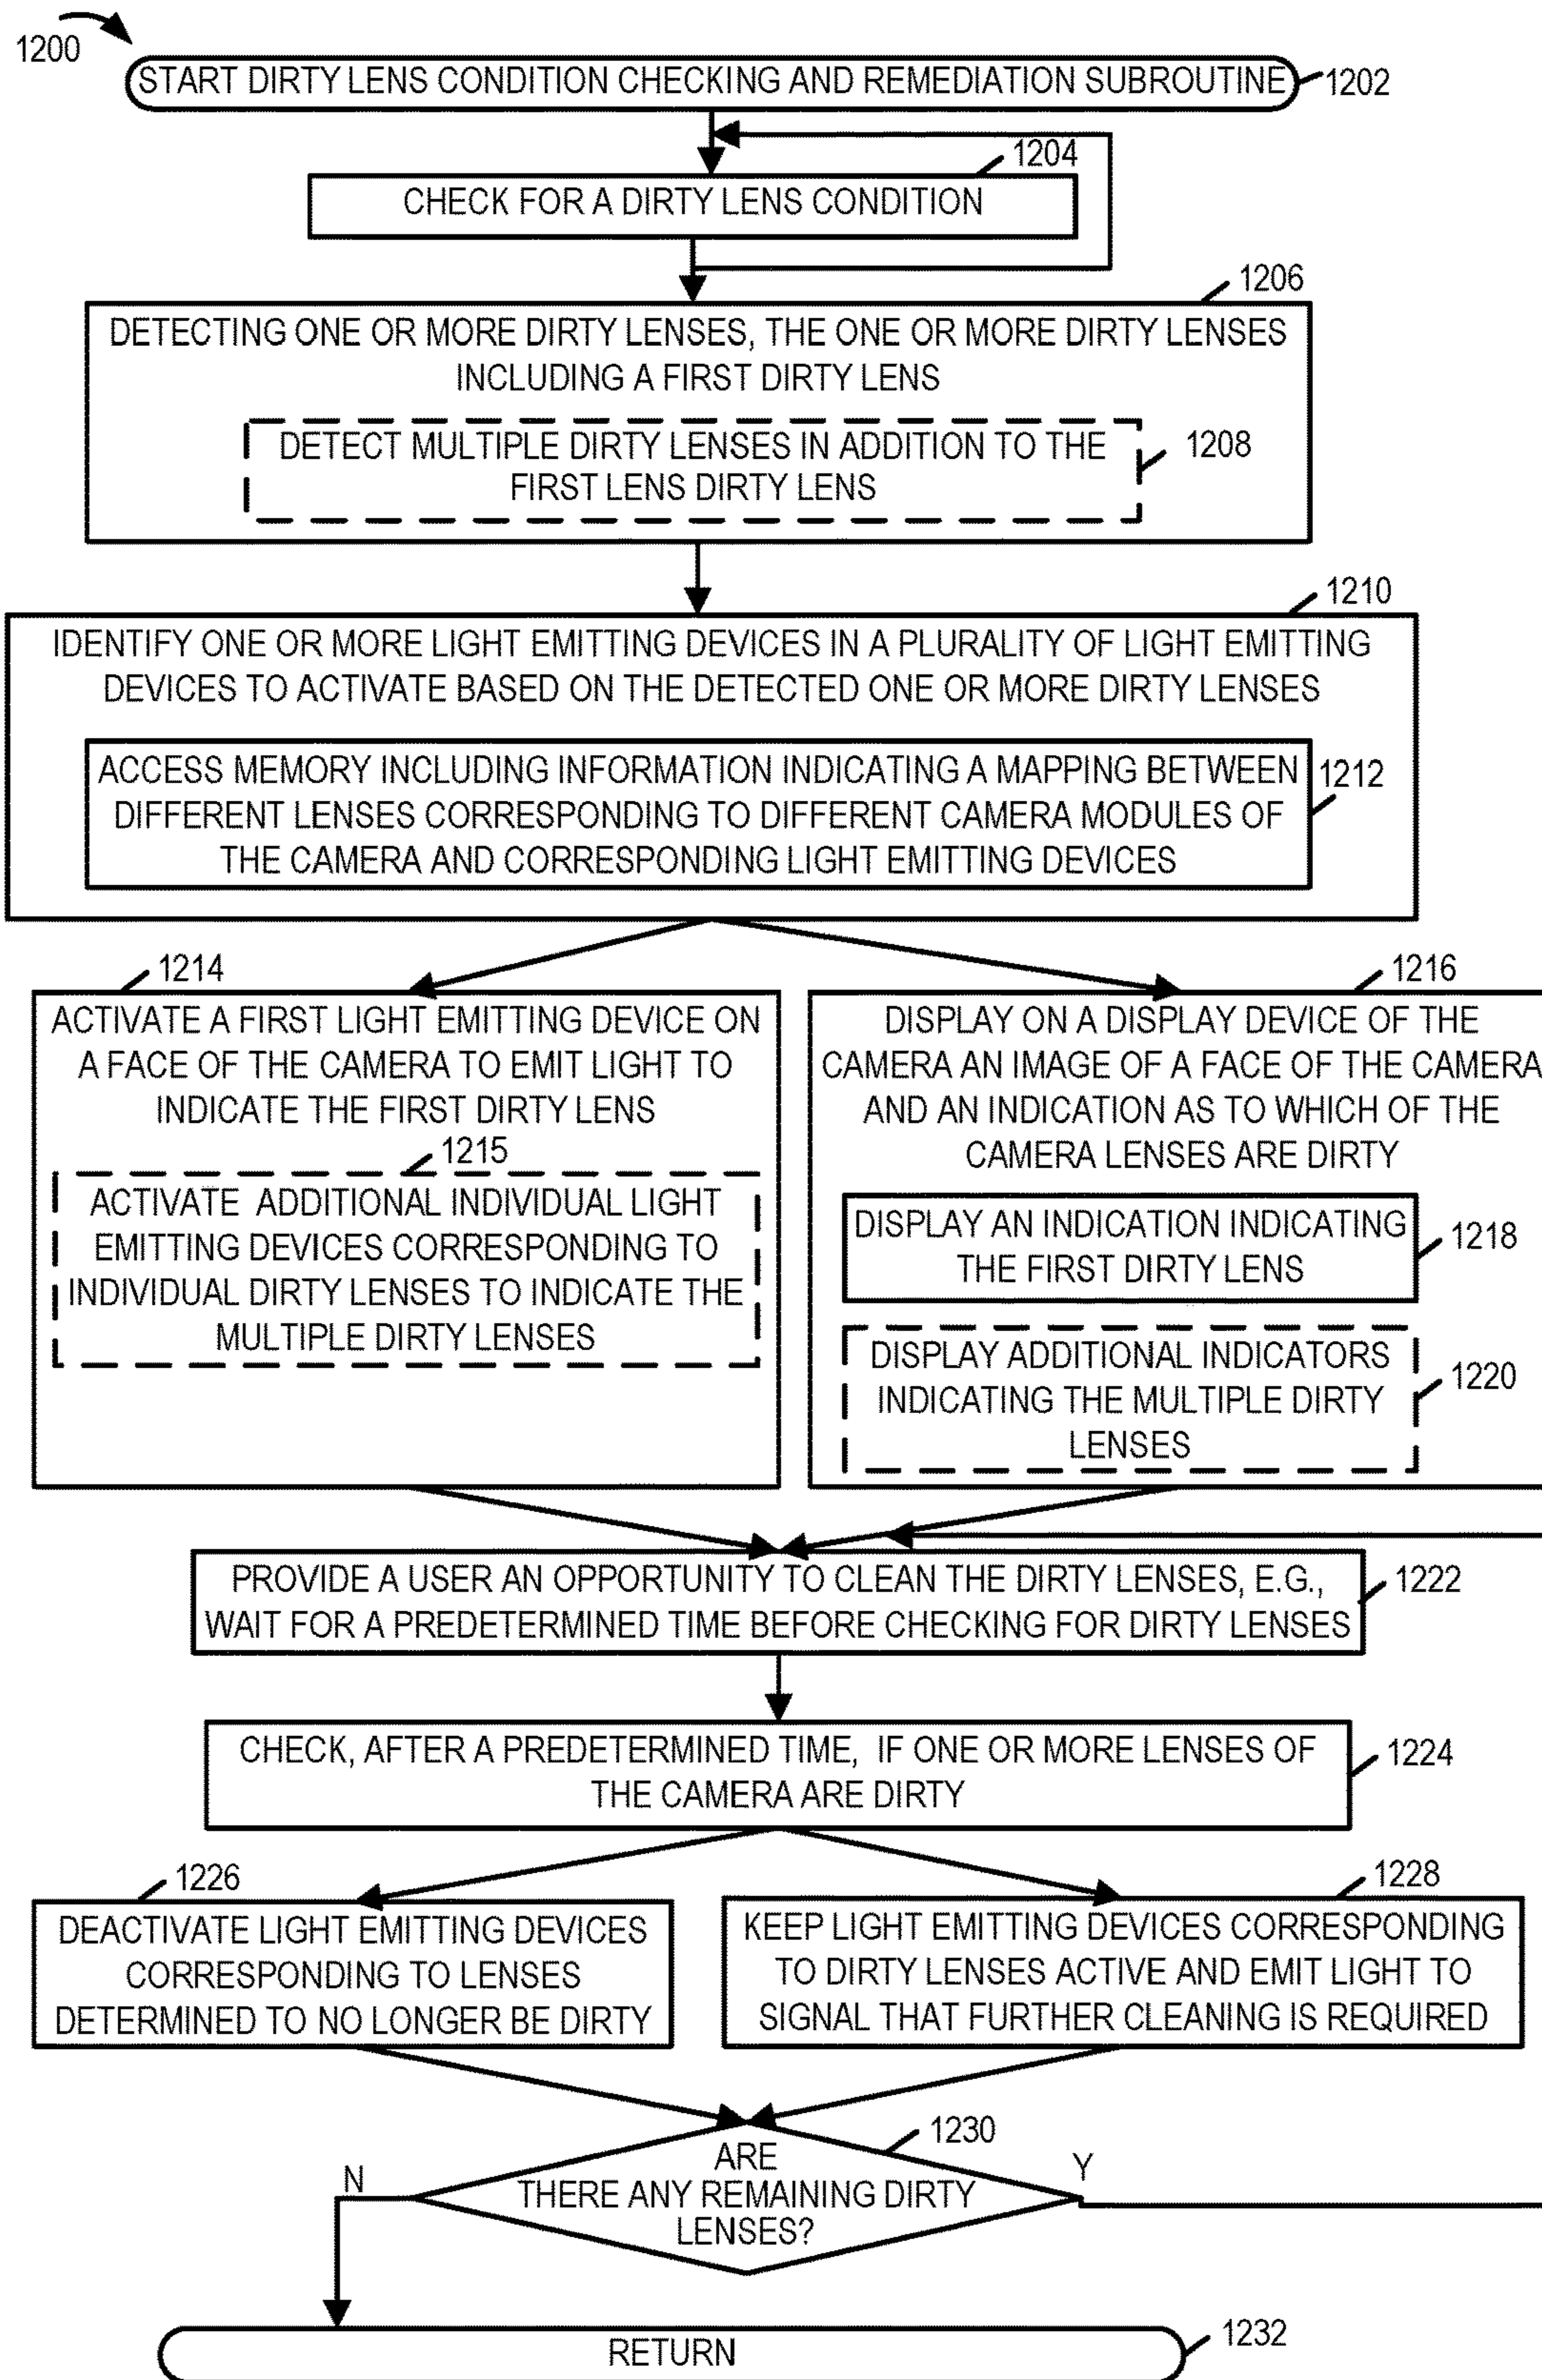 1200
START DIRTY LENS CONDITION CHECKING AND REMEDIATION SUBROUTINE
1202
1204
CHECK FOR A DIRTY LENS CONDITION
1206
DETECTING ONE OR MORE DIRTY LENSES, THE ONE OR MORE DIRTY LENSES
INCLUDING A FIRST DIRTY LENS
DETECT MULTIPLE DIRTY LENSES IN ADDITION TO THE
FIRST LENS DIRTY LENS
1208
1210
IDENTIFY ONE OR MORE LIGHT EMITTING DEVICES IN A PLURALITY OF LIGHT EMITTING
DEVICES TO ACTIVATE BASED ON THE DETECTED ONE OR MORE DIRTY LENSES
ACCESS MEMORY INCLUDING INFORMATION INDICATING A MAPPING BETWEEN
DIFFERENT LENSES CORRESPONDING TO DIFFERENT CAMERA MODULES OF
THE CAMERA AND CORRESPONDING LIGHT EMITTING DEVICES
1212
1214
ACTIVATE A FIRST LIGHT EMITTING DEVICE ON
A FACE OF THE CAMERA TO EMIT LIGHT TO
INDICATE THE FIRST DIRTY LENS
1215
ACTIVATE ADDITIONAL INDIVIDUAL LIGHT
EMITTING DEVICES CORRESPONDING TO
INDIVIDUAL DIRTY LENSES TO INDICATE THE
MULTIPLE DIRTY LENSES
1216
DISPLAY ON A DISPLAY DEVICE OF THE
CAMERA AN IMAGE OF A FACE OF THE CAMERA
AND AN INDICATION AS TO WHICH OF THE
CAMERA LENSES ARE DIRTY
DISPLAY AN INDICATION INDICATING
THE FIRST DIRTY LENS
1218
DISPLAY ADDITIONAL INDICATORS
INDICATING THE MULTIPLE DIRTY
LENSES
1220
PROVIDE A USER AN OPPORTUNITY TO CLEAN THE DIRTY LENSES, E.G.,
WAIT FOR A PREDETERMINED TIME BEFORE CHECKING FOR DIRTY LENSES
1222
CHECK, AFTER A PREDETERMINED TIME, IF ONE OR MORE LENSES OF
THE CAMERA ARE DIRTY
1224
1226
DEACTIVATE LIGHT EMITTING DEVICES
CORRESPONDING TO LENSES
DETERMINED TO NO LONGER BE DIRTY
1228
KEEP LIGHT EMITTING DEVICES CORRESPONDING
TO DIRTY LENSES ACTIVE AND EMIT LIGHT TO
SIGNAL THAT FURTHER CLEANING IS REQUIRED
1230
ARE
THERE ANY REMAINING DIRTY
LENSES?
N
Y
RETURN
1232